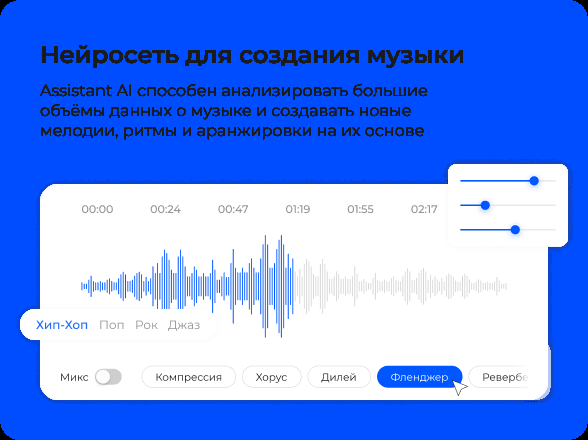 Нейросеть для создания музыки
Assistant AI способен анализировать большие
объёмы данных о музыке и создавать новые
мелодии, ритмы и аранжировки на их основе
00:00 00:24 00:47 01:19 01:55 02:17
Хип-Хоп Поп Рок Джаз
Микс Компрессия Хорус Дилей Фленджер Ревербе